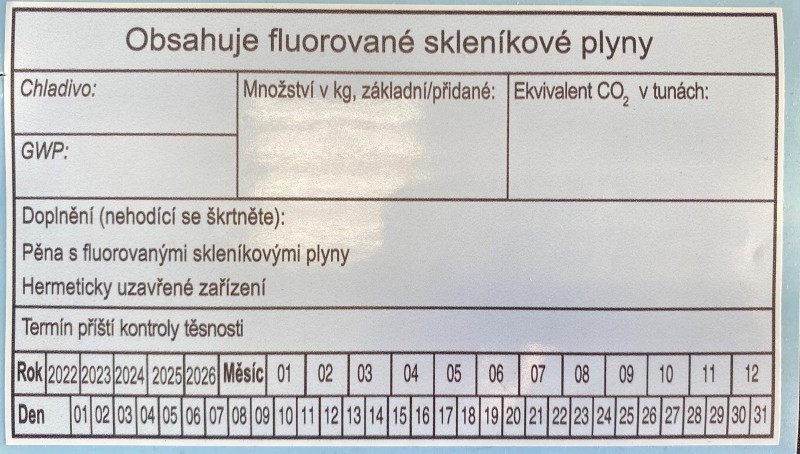 Obsahuje fluorované skleníkové plyny
Chladivo:
Množství v kg, základní/přidané:
Ekvivalent CO₂ v tunách:
GWP:
Doplnění (nehodící se škrtněte):
Pěna s fluorovanými skleníkovými plyny
Hermeticky uzavřené zařízení
Termín příští kontroly těsnosti
Rok 2022 2023 2024 2025 2026 Měsíc 01 02 03 04 05 06 07 08 09 10 11 12
Den 01 02 03 04 05 06 07 08 09 10 11 12 13 14 15 16 17 18 19 20 21 22 23 24 25 26 27 28 29 30 31